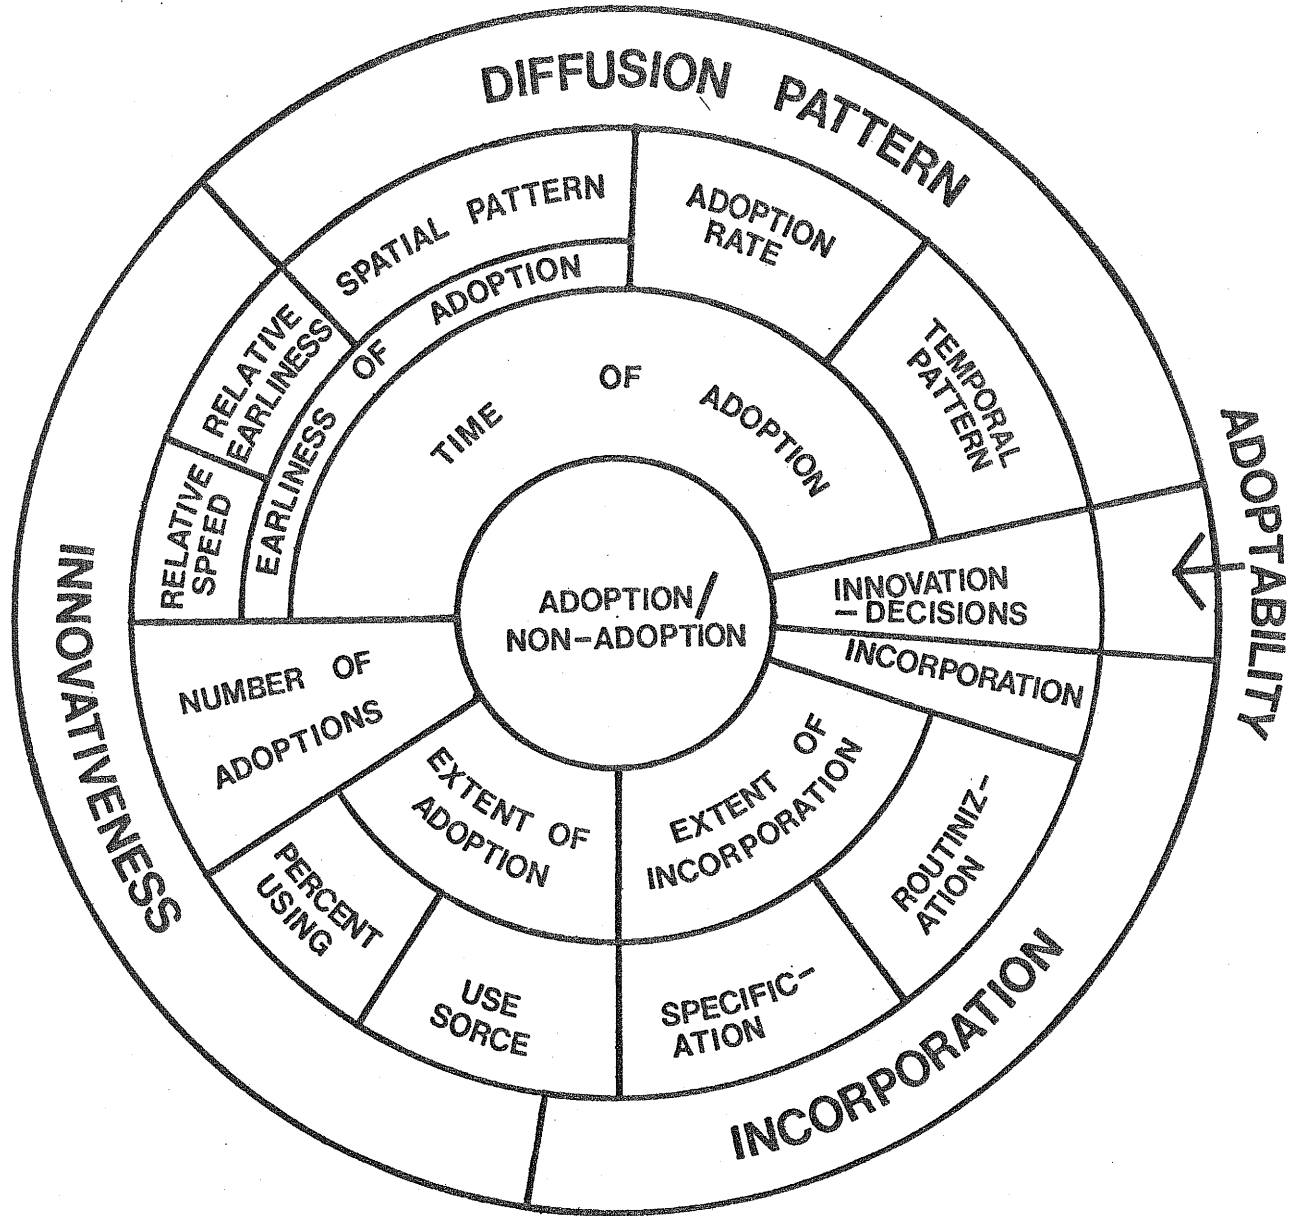 DIFFUSION PATTERN
SPATIAL PATTERN
ADOPTION
RATE
TEMPORAL
PATTERN
RELATIVE
EARLINESS
EARLINESS OF ADOPTION
RELATIVE
SPEED
TIME OF ADOPTION
ADOPTABILITY
INNOVATION
-DECISIONS
ADOPTION/
NON-ADOPTION
INCORPORATION
INNOVATIVENESS
NUMBER OF
ADOPTIONS
EXTENT OF
ADOPTION
EXTENT OF
INCORPORATION
PERCENT
USING
USE
SORCE
SPECIFIC-
ATION
ROUTINIZ-
ATION
INCORPORATION